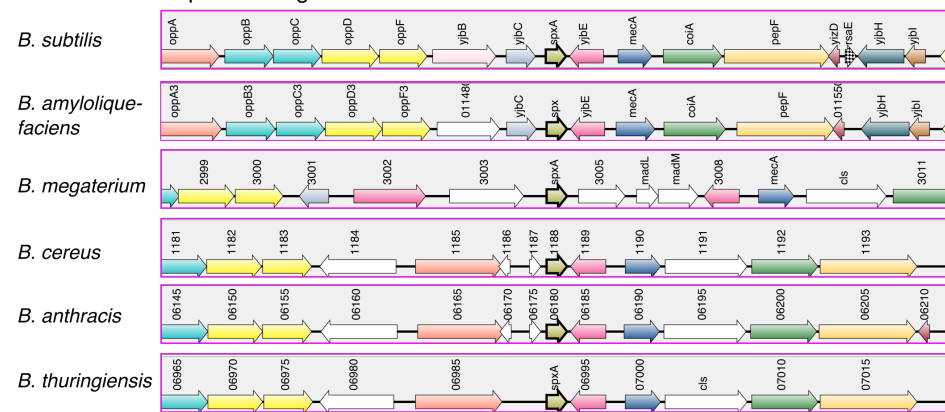 B. subtilis oppA oppB oppC oppD oppF yjbB yjbC spxA yjbE mecA coiA pepF yizD rsaE yjbH yjbI
B. amylolique-
faciens oppA3 oppB3 oppC3 oppD3 oppF3 yjbC spx yjbE mecA coiA pepF yjbH yjbI
B. megaterium 2999 3000 3001 3002 3003 spxA 3005 madL madM 3008 mecA cls 3011
B. cereus 1181 1182 1183 1184 1185 1186 1187 1188 1189 1190 1191 1192 1193
B. anthracis 06145 06150 06155 06160 06165 06170 06175 06180 06185 06190 06195 06200 06205 06210
B. thuringiensis 06965 06970 06975 06980 06985 spxA 06995 07000 cls 07010 07015